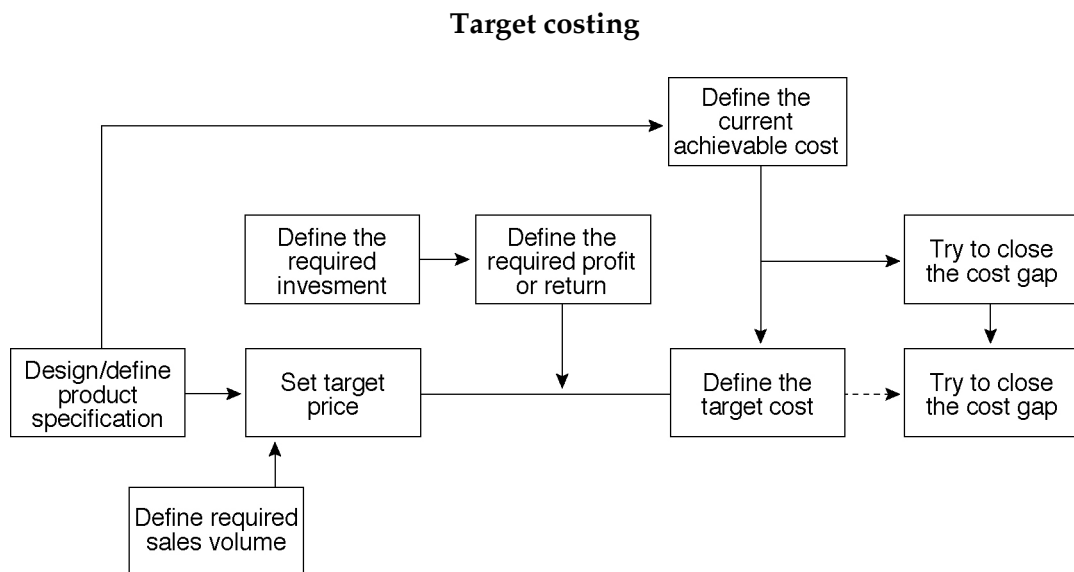 Target costing
Define the
current
achievable cost
Define the
required
invesment
Define the
required profit
or return
Try to close
the cost gap
Design/define
product
specification
Set target
price
Define the
target cost
Try to close
the cost gap
Define required
sales volume